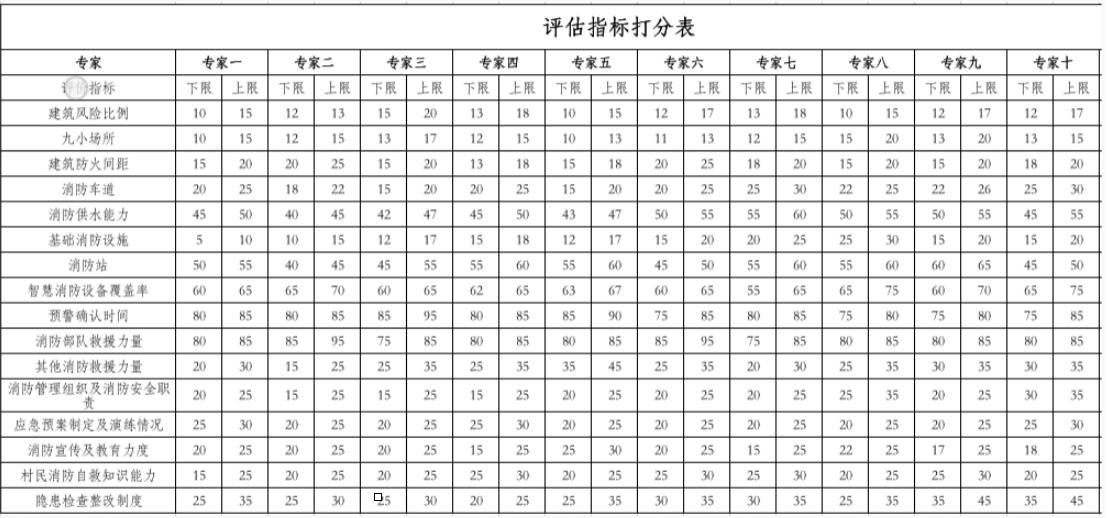 评估指标打分表
专家 专家一 专家二 专家三 专家四 专家五 专家六 专家七 专家八 专家九 专家十
评估指标 下限 上限 下限 上限 下限 上限 下限 上限 下限 上限 下限 上限 下限 上限 下限 上限 下限 上限 下限 上限
建筑风险比例 10 15 12 13 15 20 13 18 10 15 12 17 13 18 10 15 12 17 12 17
九小场所 10 15 12 15 13 17 12 15 10 13 11 13 12 15 15 20 13 20 13 15
建筑防火间距 15 20 20 25 15 20 13 18 15 18 20 25 18 20 15 20 15 20 18 20
消防车道 20 25 18 22 15 20 20 25 15 20 20 25 25 30 22 25 22 26 25 30
消防供水能力 45 50 40 45 42 47 45 50 43 47 50 55 55 60 50 55 50 55 45 55
基础消防设施 5 10 10 15 12 17 15 18 12 17 15 20 20 25 25 30 15 20 15 20
消防站 50 55 40 45 45 55 55 60 55 60 45 50 55 60 55 60 60 65 45 50
智慧消防设备覆盖率 60 65 65 70 60 65 62 65 63 67 60 65 55 65 65 75 60 70 65 75
预警确认时间 80 85 80 85 85 95 80 85 85 90 75 85 80 85 75 80 75 80 75 85
消防部队救援力量 80 85 85 95 75 85 80 85 80 85 85 95 75 85 80 85 80 85 80 85
其他消防救援力量 20 30 15 25 25 35 25 35 35 45 25 35 20 30 25 35 30 35 30 35
消防管理组织及消防安全职
责 20 25 15 25 15 25 15 25 20 25 20 25 20 25 25 35 20 25 30 35
应急预案制定及演练情况 25 30 20 25 20 25 25 30 20 25 20 25 20 25 20 25 20 25 25 30
消防宣传及教育力度 20 25 20 25 20 25 15 25 25 30 20 25 15 25 22 25 17 25 18 25
村民消防自救知识能力 15 25 20 25 20 25 25 30 20 25 25 30 25 30 20 25 25 30 20 25
隐患检查整改制度 25 35 25 30 25 30 20 25 25 35 30 35 30 35 25 35 35 45 35 45